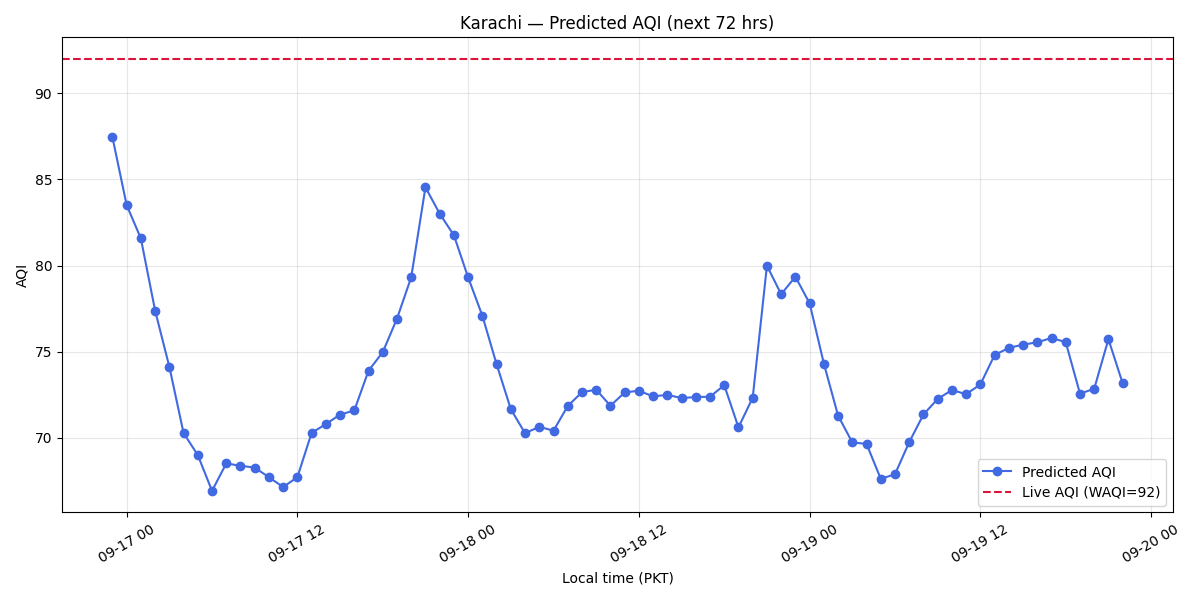 Karachi — Predicted AQI (next 72 hrs)
AQI
90
85
80
75
70
Predicted AQI
Live AQI (WAQI=92)
09-17 00
09-17 12
09-18 00
09-18 12
09-19 00
09-19 12
09-20 00
Local time (PKT)